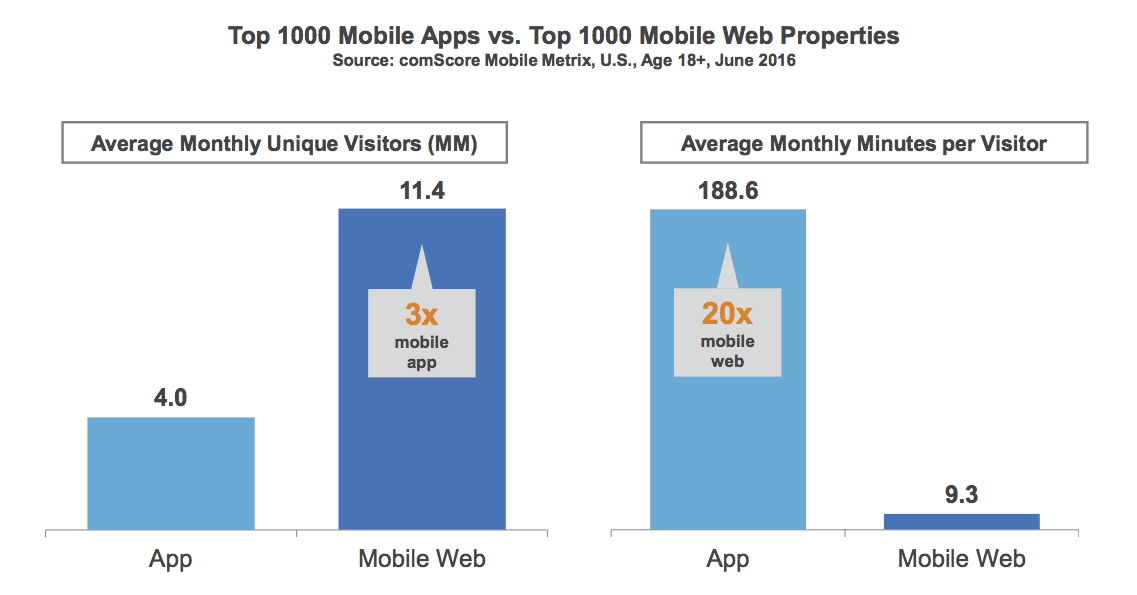 Top 1000 Mobile Apps vs. Top 1000 Mobile Web Properties
Source: comScore Mobile Metrix, U.S., Age 18+, June 2016
Average Monthly Unique Visitors (MM)
4.0
11.4
3x
mobile
app
App
Mobile Web
Average Monthly Minutes per Visitor
188.6
20x
mobile
web
9.3
App
Mobile Web